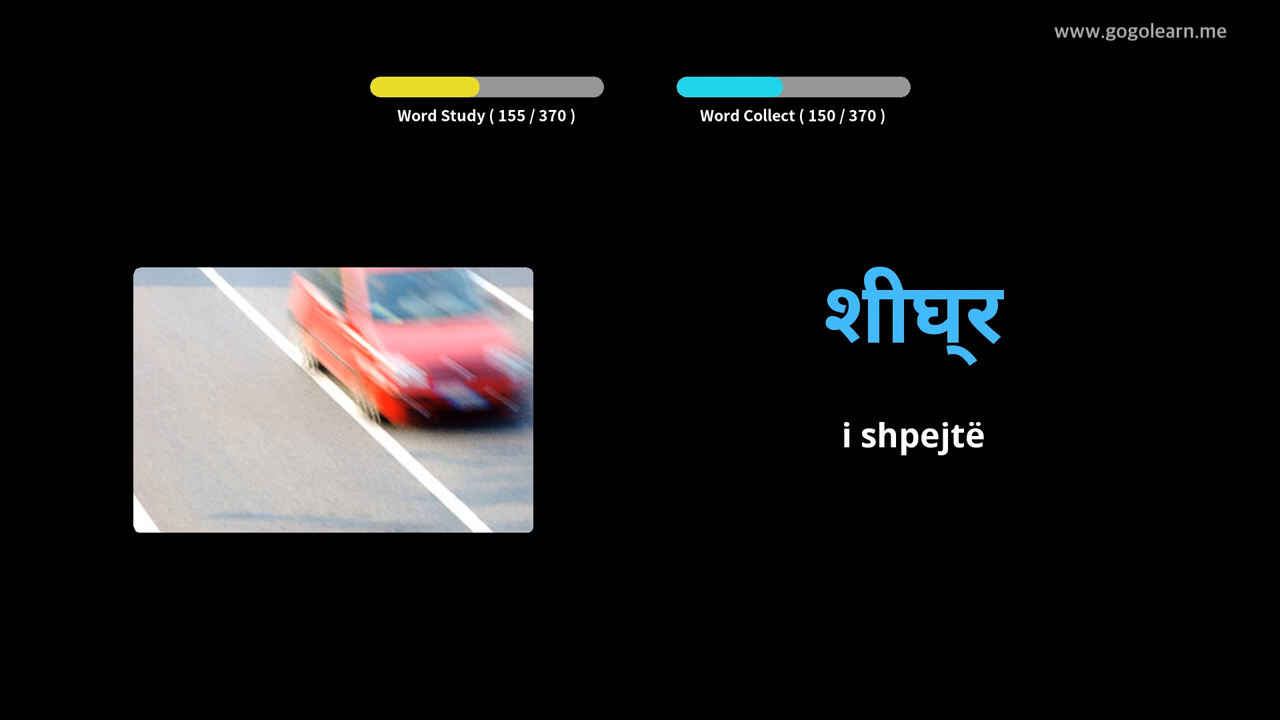 www.gogolearn.me
Word Study ( 155 / 370 )
Word Collect ( 150 / 370 )
शीघ्‌र
i shpejtë